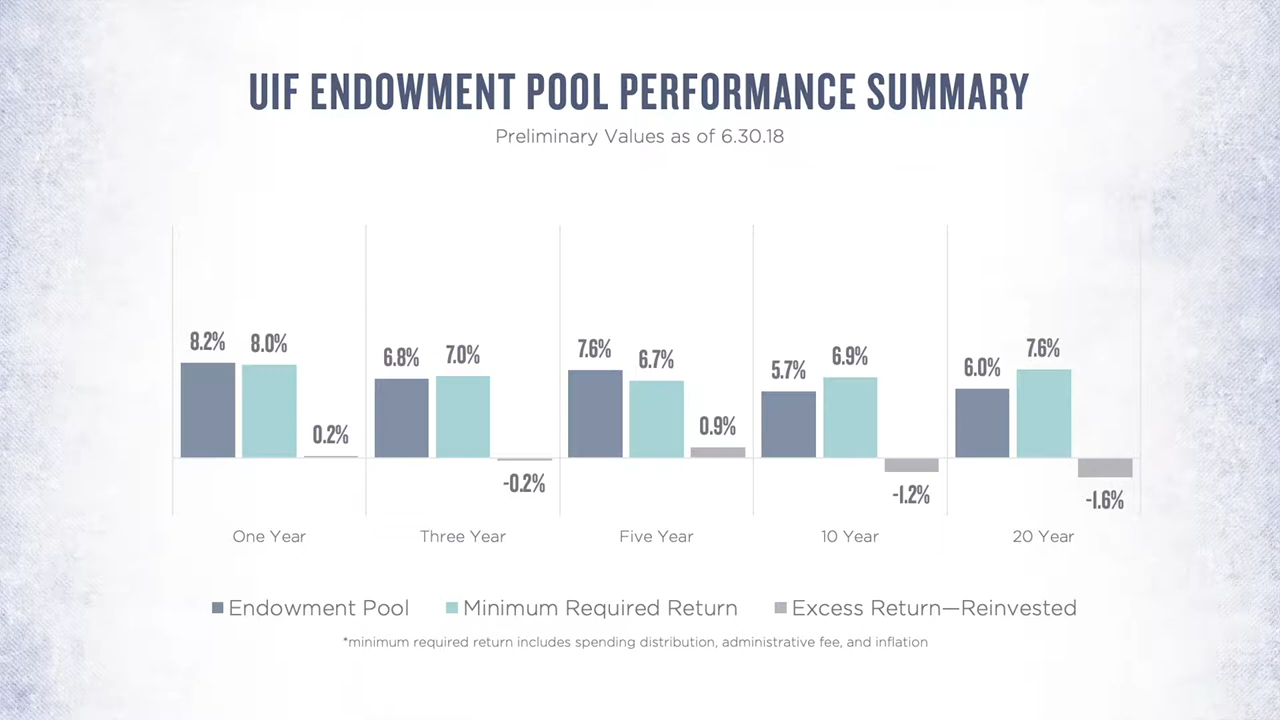 UIF ENDOWMENT POOL PERFORMANCE SUMMARY
Preliminary Values as of 6.30.18
8.2% 8.0% 0.2%
6.8% 7.0% -0.2%
7.6% 6.7% 0.9%
5.7% 6.9% -1.2%
6.0% 7.6% -1.6%
One Year Three Year Five Year 10 Year 20 Year
Endowment Pool Minimum Required Return Excess Return—Reinvested
*minimum required return includes spending distribution, administrative fee, and inflation